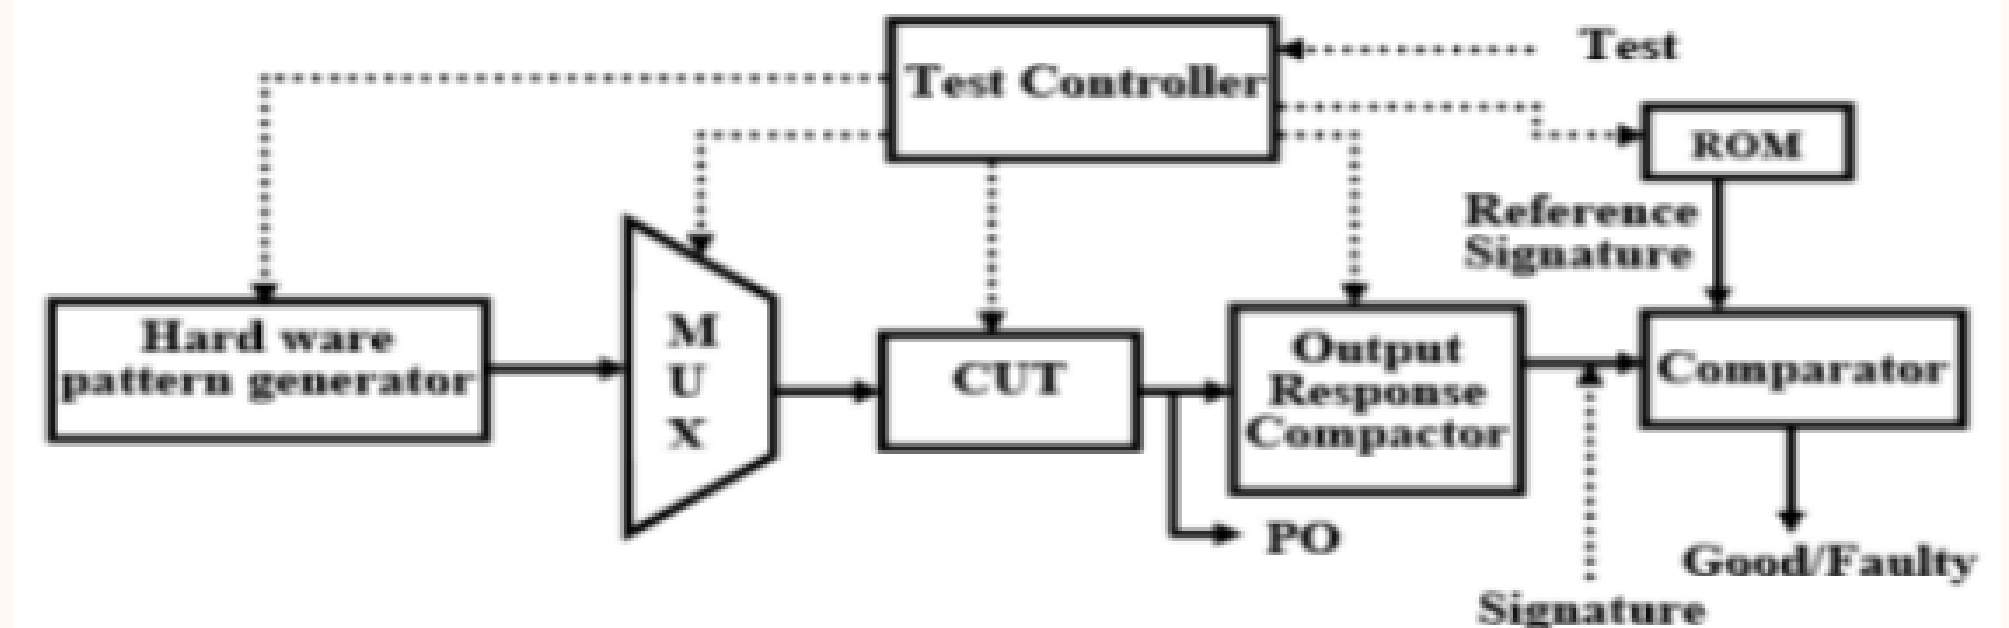 Test
Test Controller
ROM
Reference
Signature
Hard ware
pattern generator
M
U
X
CUT
Output
Response
Compactor
Comparator
PO
Good/Faulty
Signature